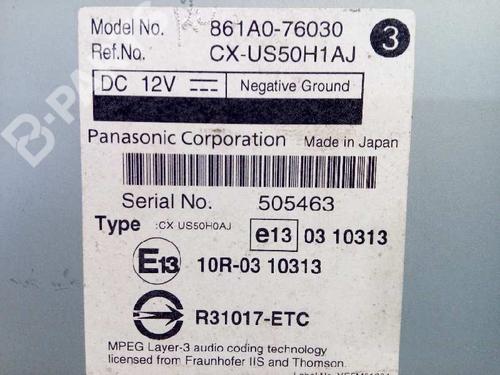 Model No. 861A0-76030 3
Ref.No. CX-US50H1AJ
DC 12V Negative Ground
Panasonic Corporation Made in Japan
Serial No. 505463
Type :CX US50H0AJ e13 03 10313
E13 10R-03 10313
R31017-ETC
MPEG Layer-3 audio coding technology
licensed from Fraunhofer IIS and Thomson.